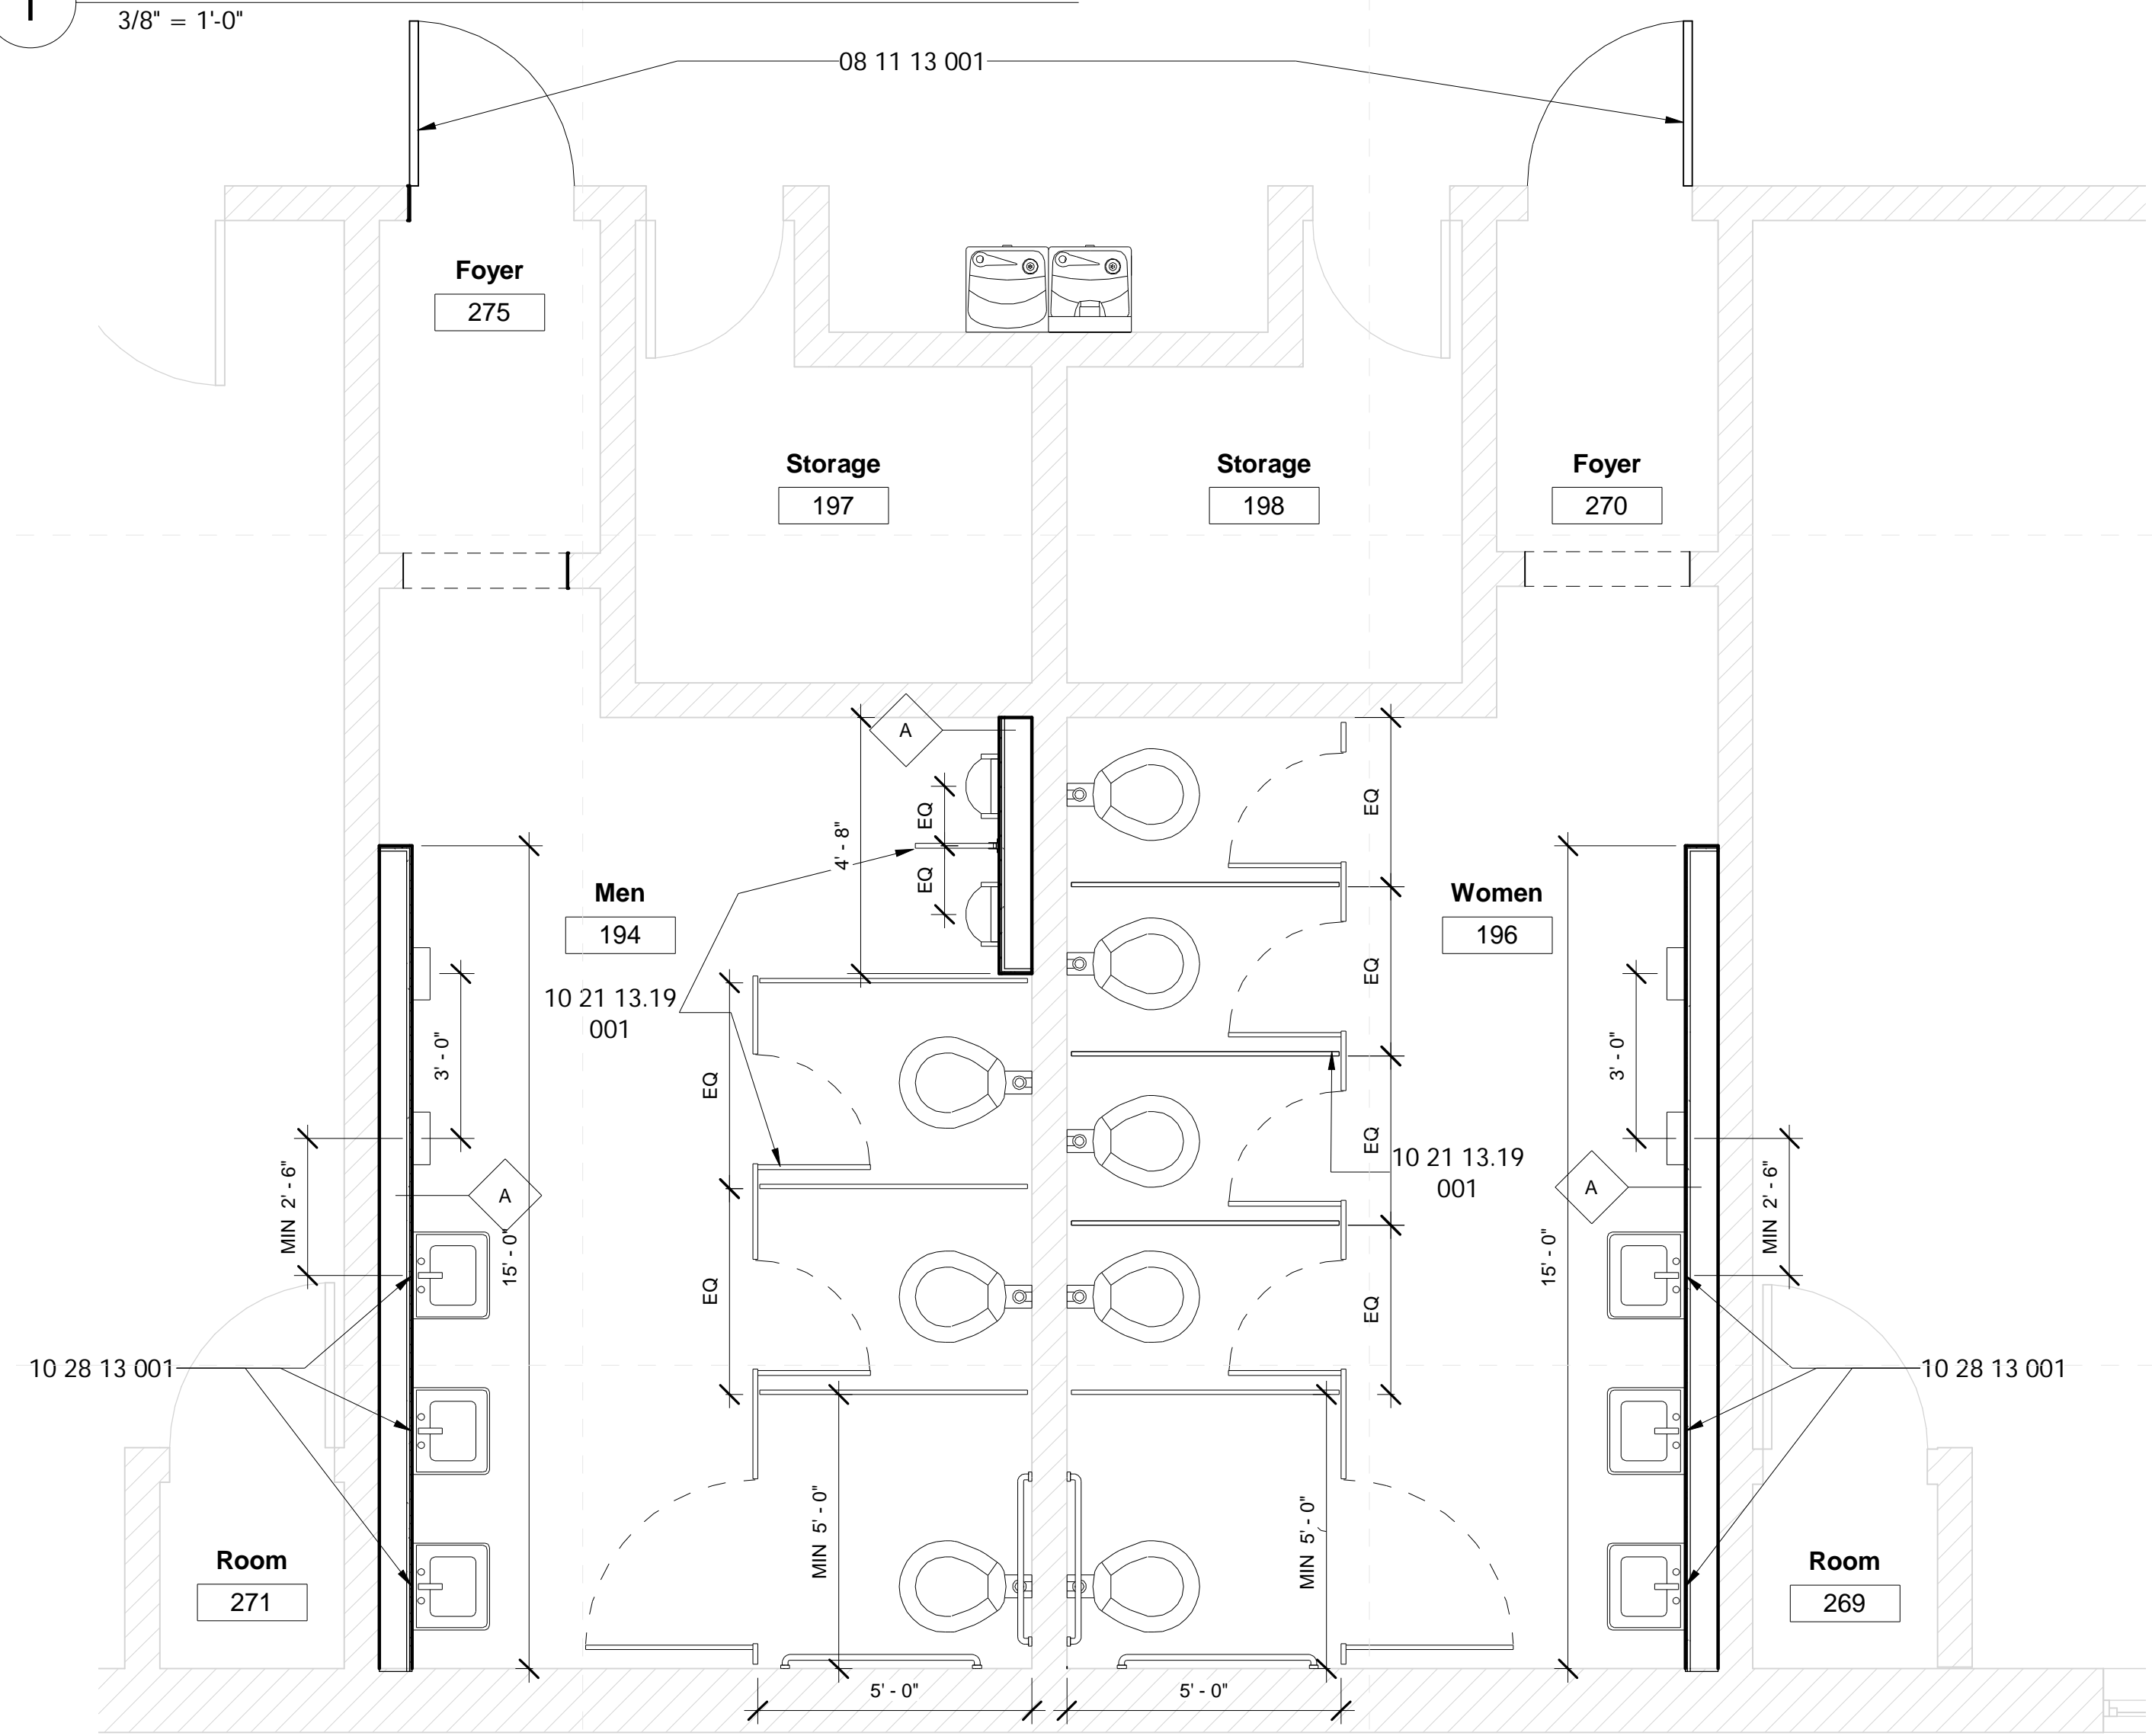 1
3/8" = 1'-0"
08 11 13 001
Foyer
275
Storage
197
Storage
198
Foyer
270
A
EQ
EQ
4' - 8"
EQ
Men
194
Women
196
10 21 13.19
001
EQ
3' - 0"
3' - 0"
EQ
EQ
10 21 13.19
001
MIN 2' - 6"
A
A
MIN 2' - 6"
15' - 0"
15' - 0"
EQ
EQ
10 28 13 001
10 28 13 001
MIN 5' - 0"
MIN 5' - 0"
Room
271
Room
269
5' - 0"
5' - 0"